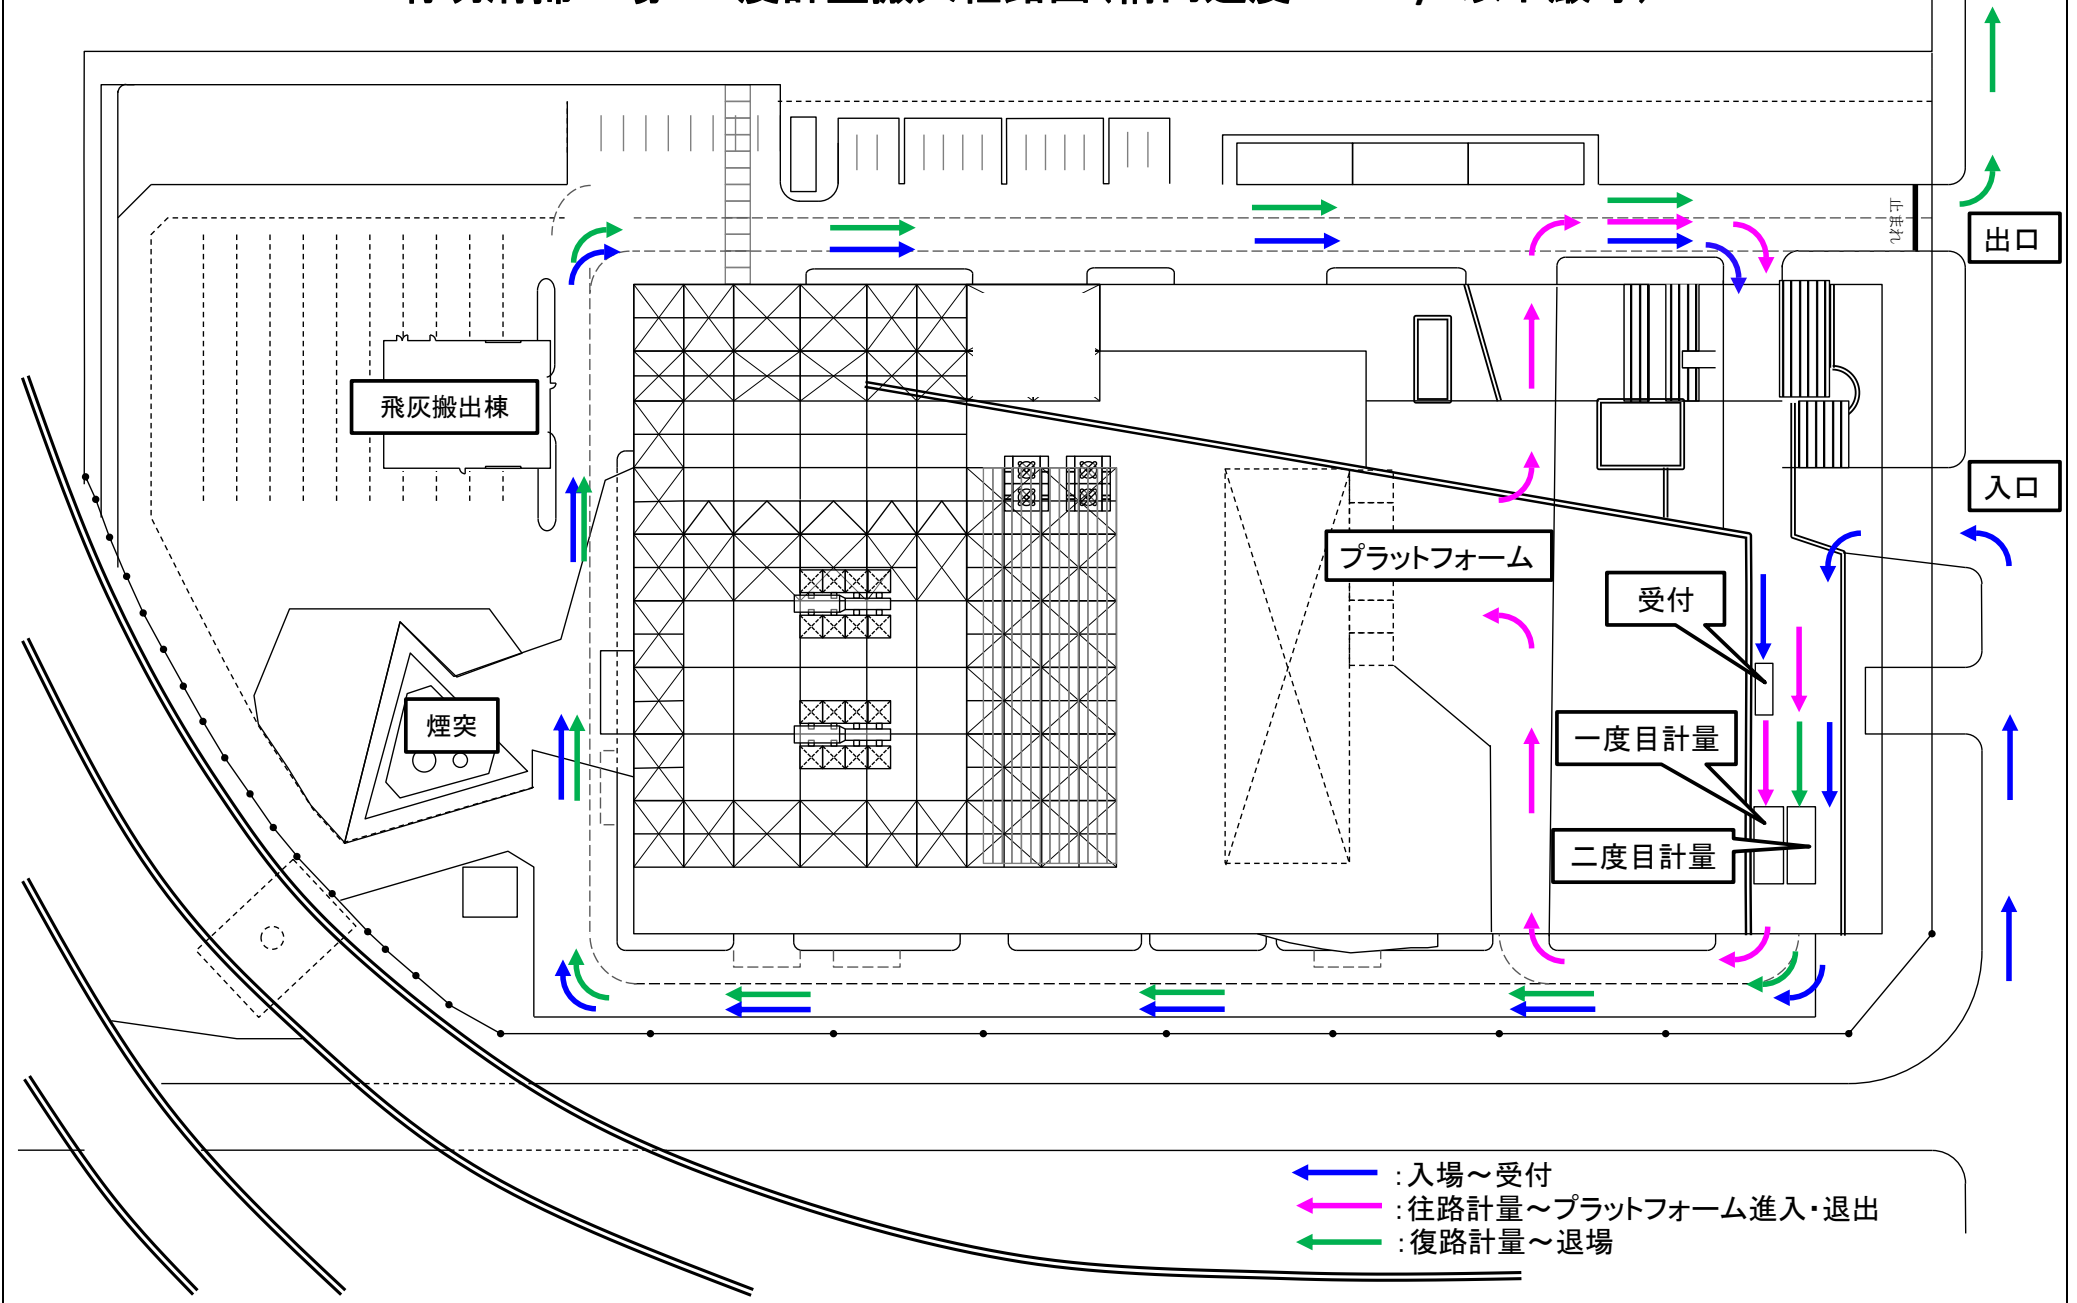 止まれ
出口
飛灰搬出棟
入口
プラットフォーム
受付
煙突
一度目計量
二度目計量
:入場～受付
:往路計量～プラットフォーム進入・退出
:復路計量～退場